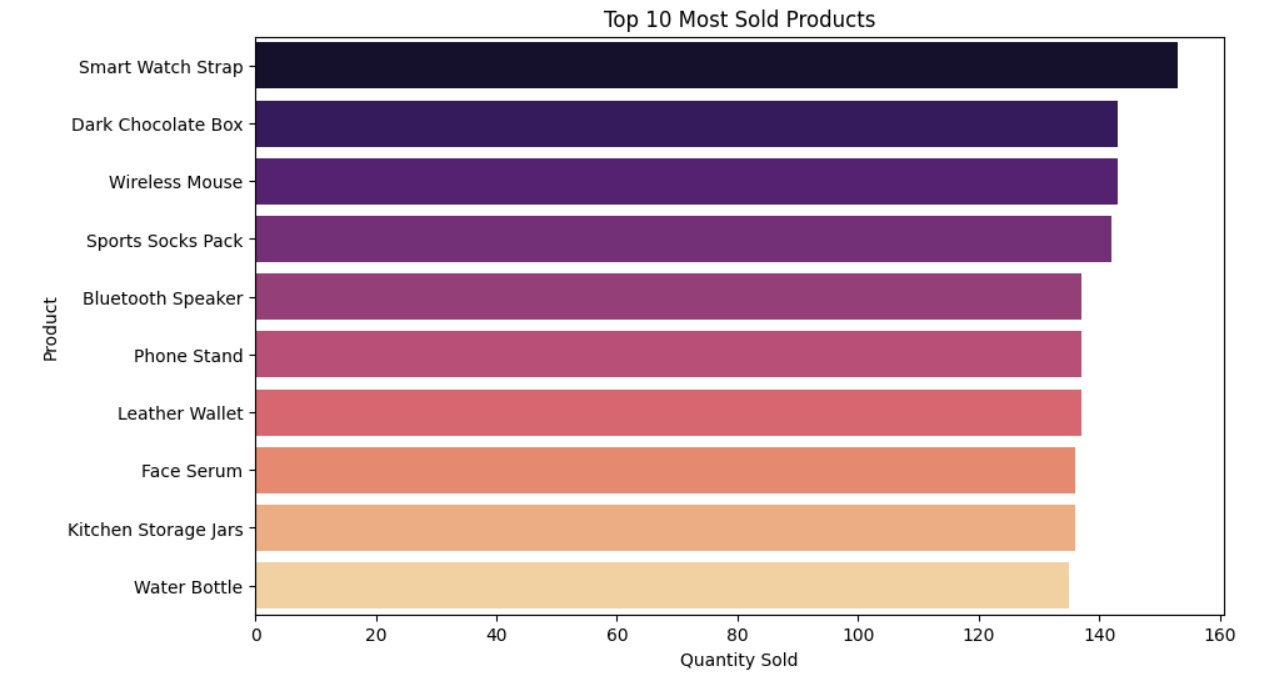 Top 10 Most Sold Products
Product
Smart Watch Strap
Dark Chocolate Box
Wireless Mouse
Sports Socks Pack
Bluetooth Speaker
Phone Stand
Leather Wallet
Face Serum
Kitchen Storage Jars
Water Bottle
0 20 40 60 80 100 120 140 160
Quantity Sold